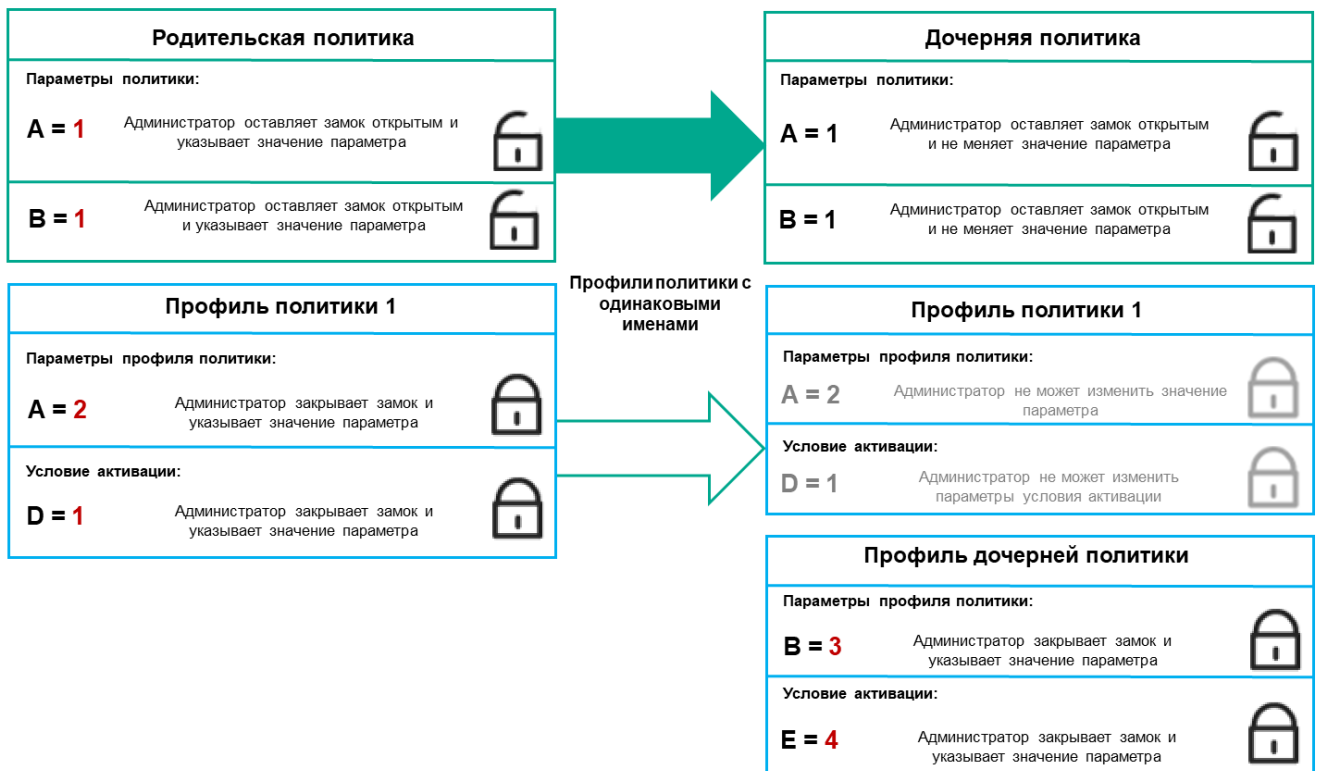 Родительская политика
Параметры политики:
A = 1
Администратор оставляет замок открытым и
указывает значение параметра
B = 1
Администратор оставляет замок открытым
и указывает значение параметра
Дочерняя политика
Параметры политики:
A = 1
Администратор оставляет замок открытым
и не меняет значение параметра
B = 1
Администратор оставляет замок открытым
и не меняет значение параметра
Профили политики с
одинаковыми
именами
Профиль политики 1
Параметры профиля политики:
A = 2
Администратор закрывает замок и
указывает значение параметра
Условие активации:
D = 1
Администратор закрывает замок и
указывает значение параметра
Профиль политики 1
Параметры профиля политики:
A = 2
Администратор не может изменить значение
параметра
Условие активации:
D = 1
Администратор не может изменить
параметры условия активации
Профиль дочерней политики
Параметры профиля политики:
B = 3
Администратор закрывает замок и
указывает значение параметра
Условие активации:
E = 4
Администратор закрывает замок и
указывает значение параметра